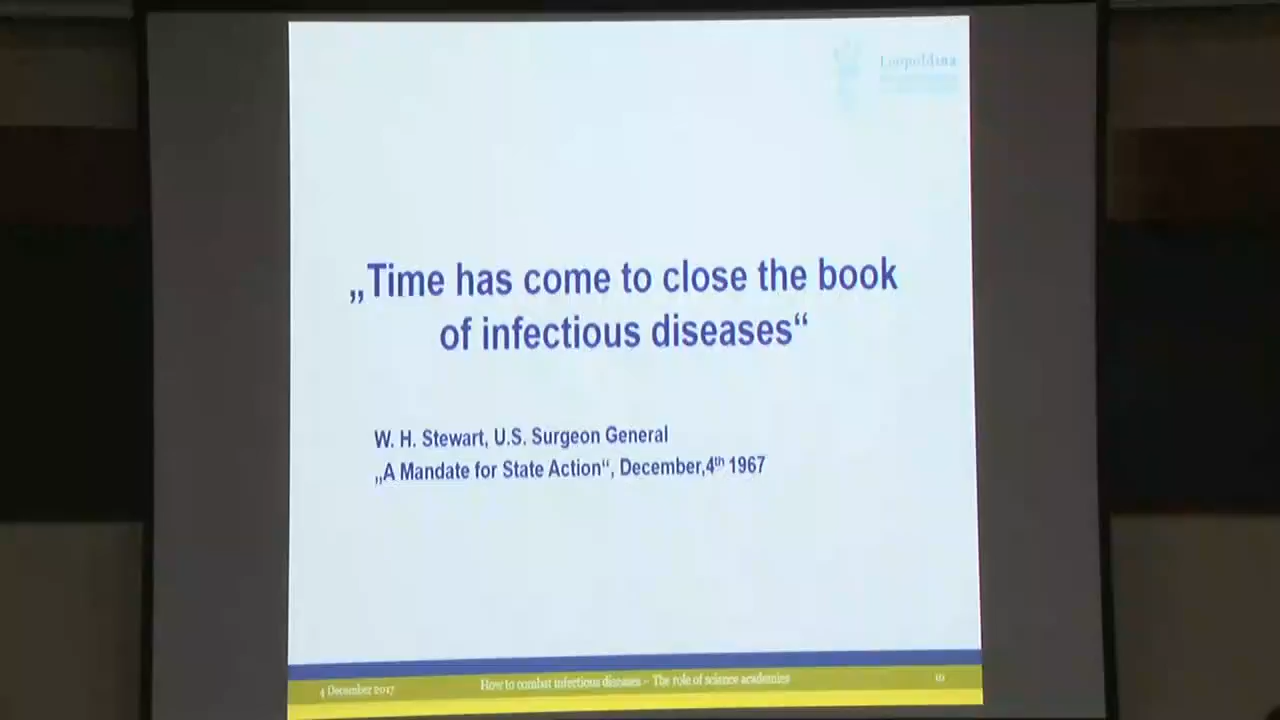 Leopoldina
„Time has come to close the book
of infectious diseases“
W. H. Stewart, U.S. Surgeon General
„A Mandate for State Action“, December,4th 1967
4 December 2017
How to combat infectious diseases – The role of science academies
10